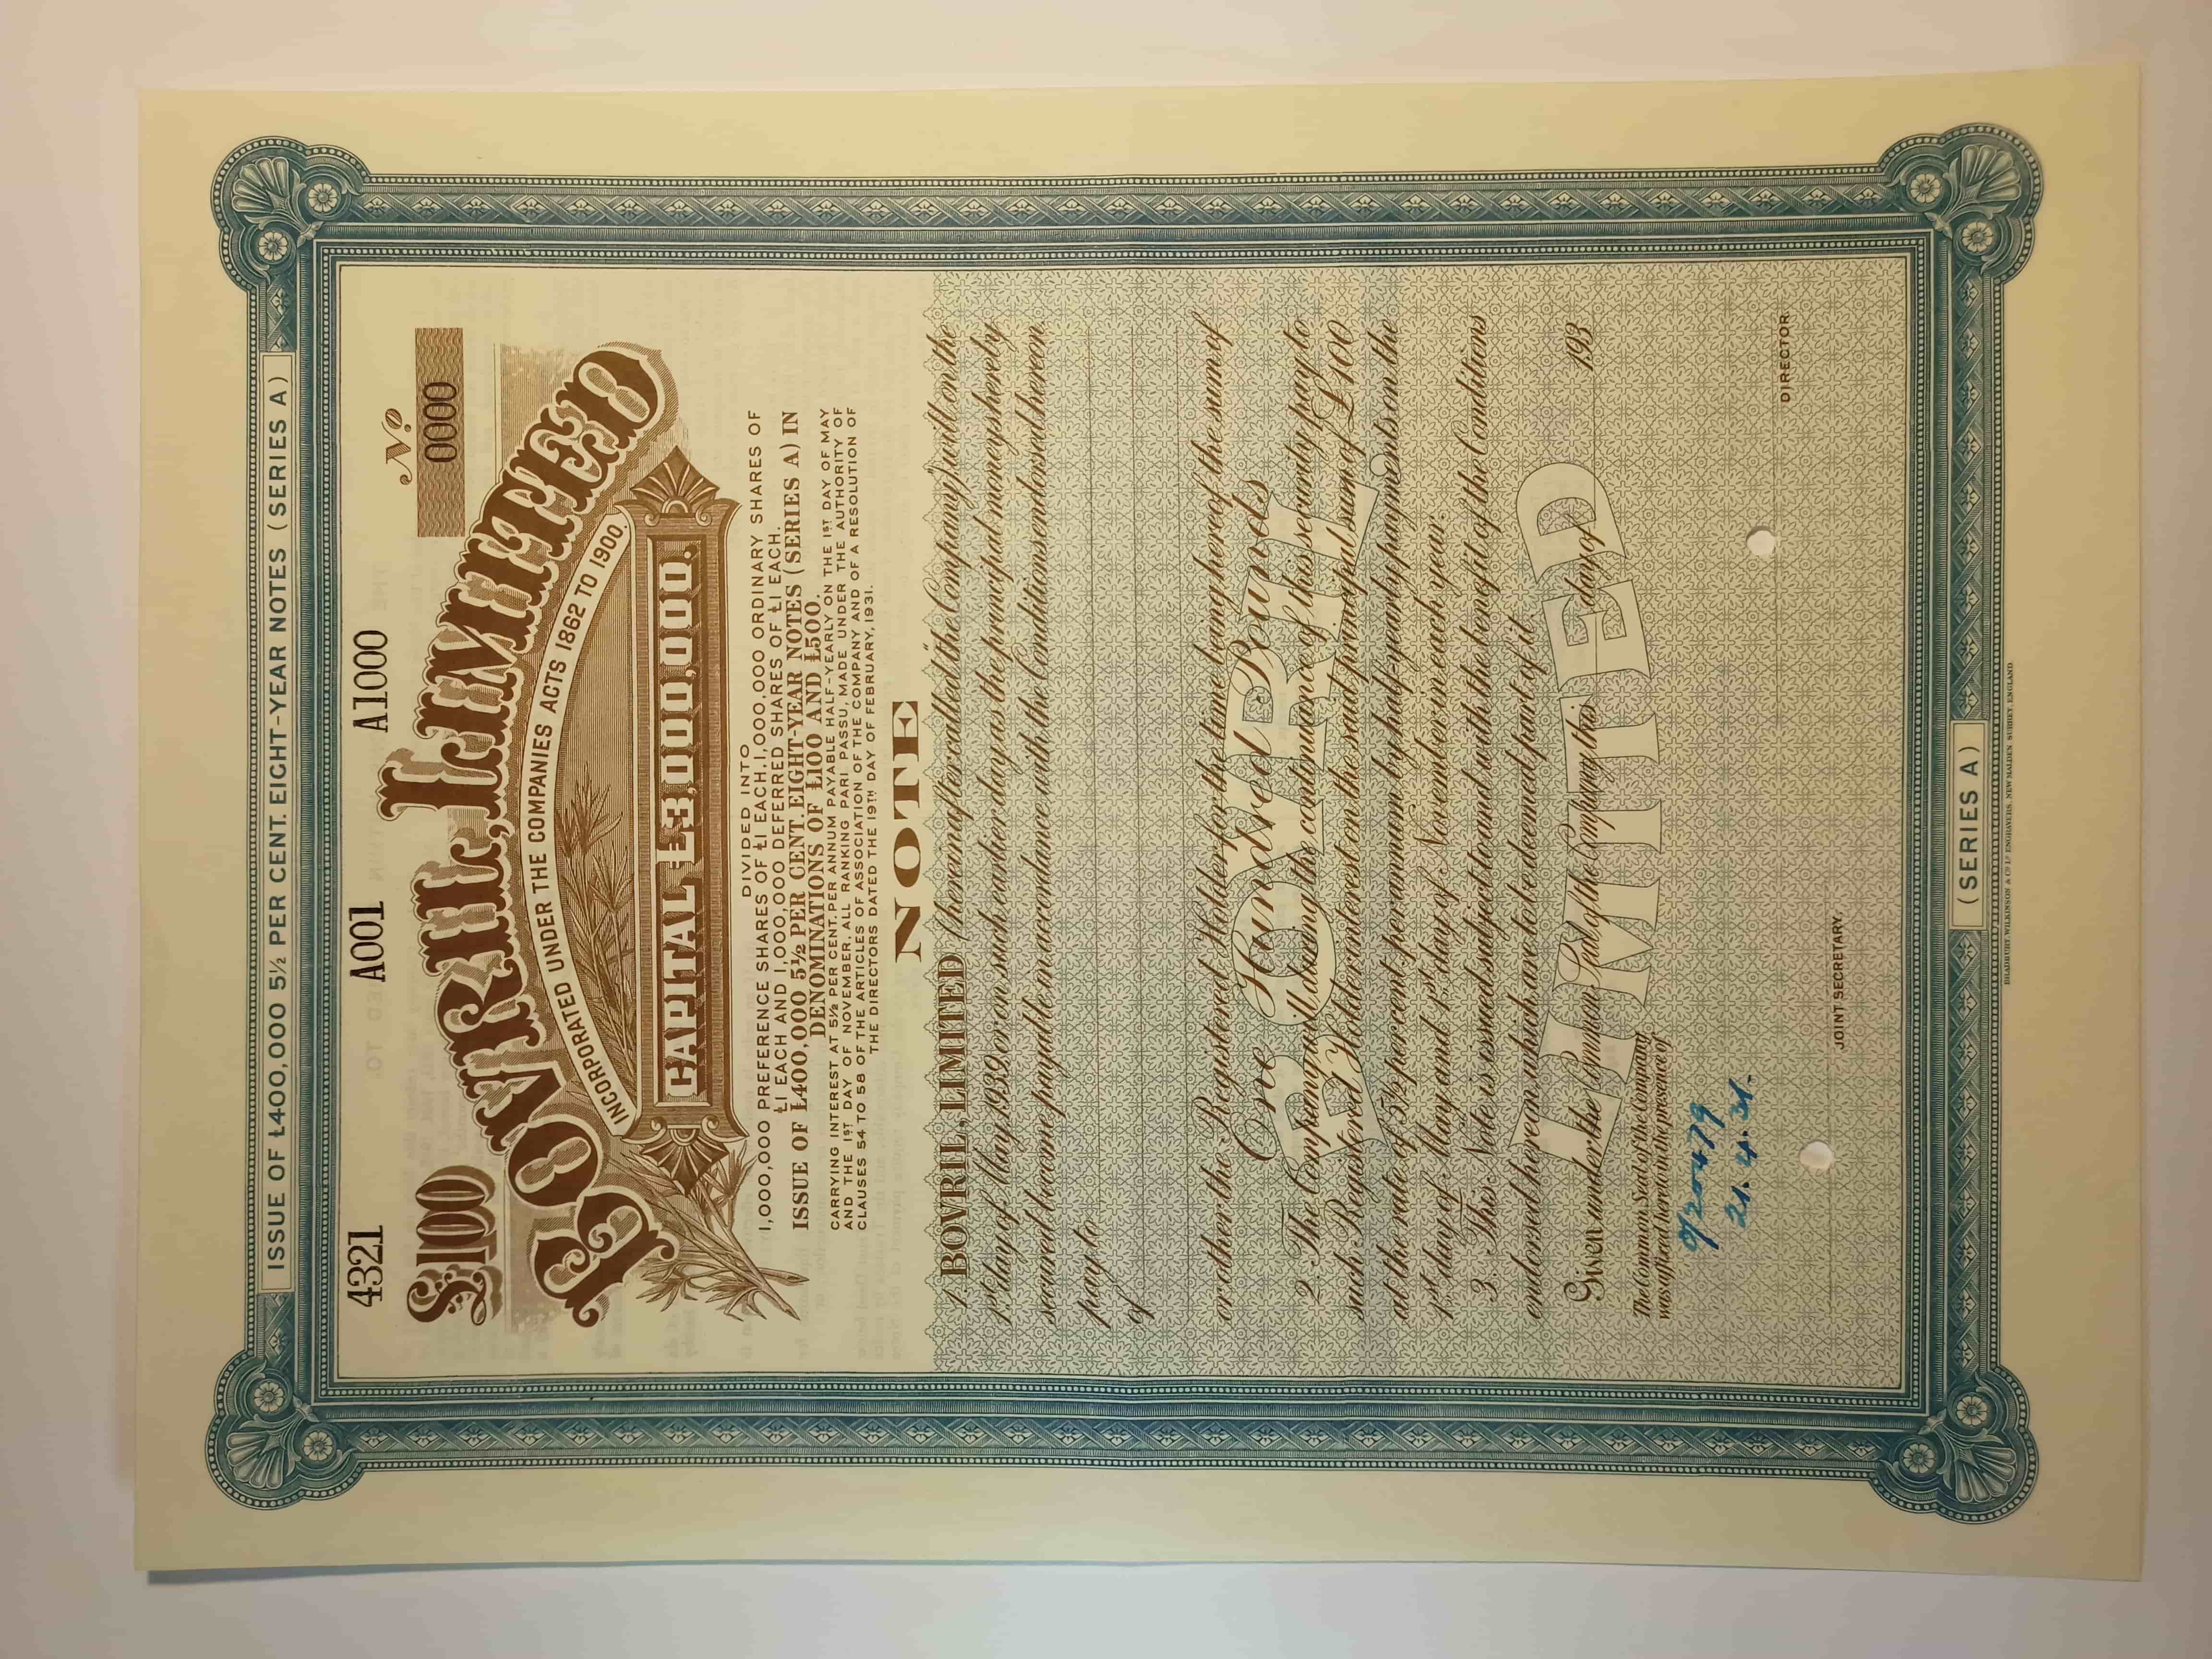 ISSUE OF £400,000 5½ PER CENT. EIGHT-YEAR NOTES (SERIES A)
4321 A001 A1000
£100
Nº
0000
BOVRIL, LIMITED
INCORPORATED UNDER THE COMPANIES ACTS 1862 TO 1900.
CAPITAL £3,000,000.
DIVIDED INTO
1,000,000 PREFERENCE SHARES OF £1 EACH, 1,000,000 ORDINARY SHARES OF
£1 EACH AND 1,000,000 DEFERRED SHARES OF £1 EACH.
ISSUE OF £400,000 5½ PER CENT. EIGHT-YEAR NOTES (SERIES A) IN
DENOMINATIONS OF £100 AND £500.
CARRYING INTEREST AT 5½ PER CENT. PER ANNUM PAYABLE HALF-YEARLY ON THE 1ST DAY OF MAY
AND THE 1ST DAY OF NOVEMBER, ALL RANKING PARI PASSU, MADE UNDER THE AUTHORITY OF
CLAUSES 54 TO 58 OF THE ARTICLES OF ASSOCIATION OF THE COMPANY AND OF A RESOLUTION OF
THE DIRECTORS DATED THE 19TH DAY OF FEBRUARY, 1931.
NOTE
1. BOVRIL, LIMITED (hereinafter called "the Company") will on the
1st day of May, 1939, or on such earlier day as the principal moneys hereby
secured become payable in accordance with the Conditions endorsed hereon
pay to
of
or other the Registered Holder for the time being hereof the sum of
One Hundred Pounds
2. The Company will during the continuance of this security pay to
such Registered Holder interest on the said principal sum of £100
at the rate of 5½ per cent. per annum by half-yearly payments on the
1st day of May and 1st day of November in each year.
3. This Note is issued subject to and with the benefit of the Conditions
endorsed hereon which are to be deemed part of it.
BOVRIL
LIMITED
Given under the Common Seal of the Company this day of 193
The Common Seal of the Company
was affixed hereto in the presence of
21.4.31.
DIRECTOR
JOINT SECRETARY
(SERIES A)
BRADBURY, WILKINSON & Cº Lº ENGRAVERS, NEW MALDEN, SURREY, ENGLAND